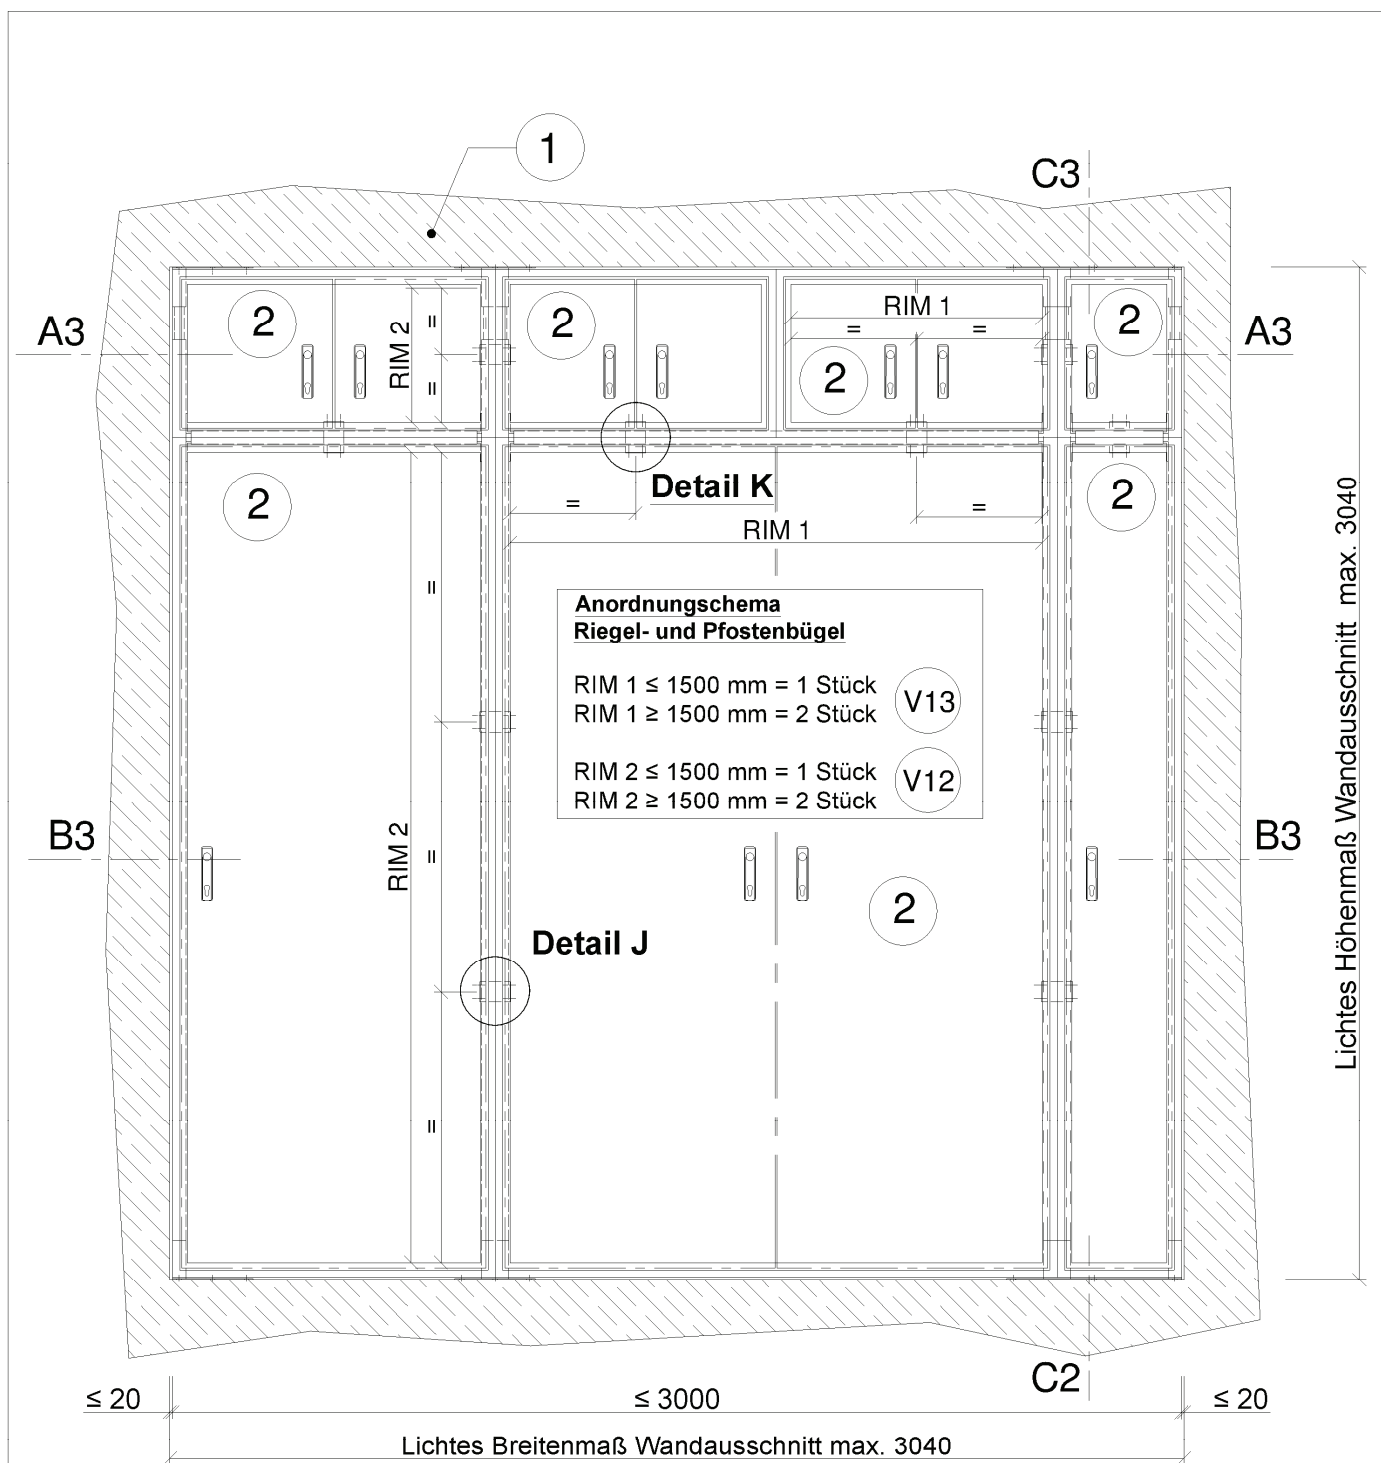 1
C3
A3
2
RIM 2
=
=
2
RIM 1
=
=
2
2
A3
2
Detail K
=
=
RIM 1
2
=
Anordnungschema
Riegel- und Pfostenbügel
RIM 1 ≤ 1500 mm = 1 Stück
RIM 1 ≥ 1500 mm = 2 Stück
V13
RIM 2 ≤ 1500 mm = 1 Stück
RIM 2 ≥ 1500 mm = 2 Stück
V12
B3
RIM 2
=
2
B3
Detail J
=
Lichtes Höhenmaß Wandausschnitt max. 3040
C2
≤ 20
≤ 3000
≤ 20
Lichtes Breitenmaß Wandausschnitt max. 3040